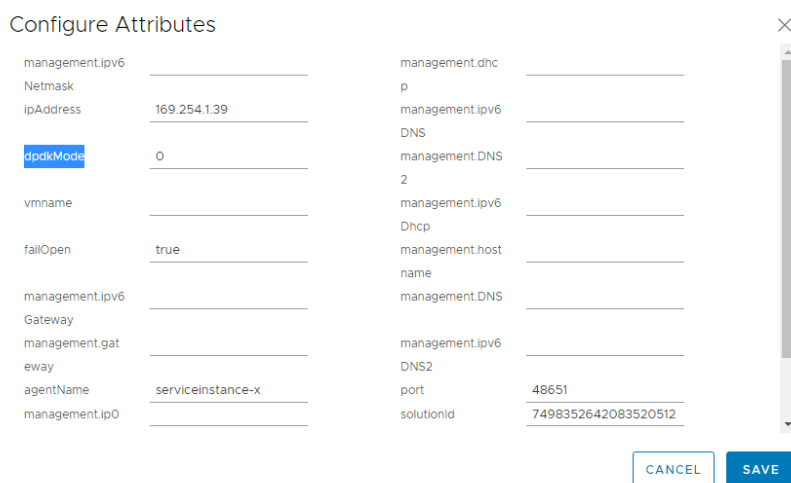 Configure Attributes
management.ipv6
Netmask
management.dhc
p
ipAddress 169.254.1.39
management.ipv6
DNS
dpdkMode 0
management.DNS
2
vmname
management.ipv6
Dhcp
failOpen true
management.host
name
management.ipv6
Gateway
management.DNS
management.gat
eway
management.ipv6
DNS2
agentName serviceinstance-x
port 48651
management.ip0
solutionId 7498352642083520512
CANCEL SAVE